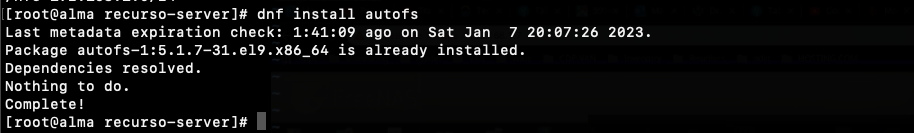 [root@alma recurso-server]# dnf install autofs
Last metadata expiration check: 1:41:09 ago on Sat Jan  7 20:07:26 2023.
Package autofs-1:5.1.7-31.el9.x86_64 is already installed.
Dependencies resolved.
Nothing to do.
Complete!
[root@alma recurso-server]#